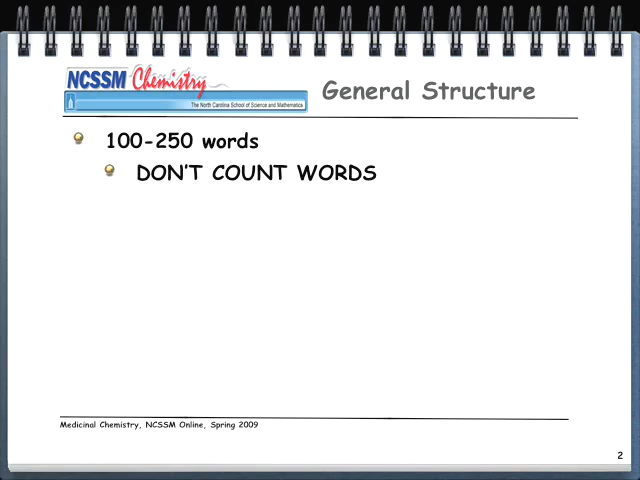 NCSSM Chemistry
The North Carolina School of Science and Mathematics
General Structure
100-250 words
DON'T COUNT WORDS
Medicinal Chemistry, NCSSM Online, Spring 2009
2